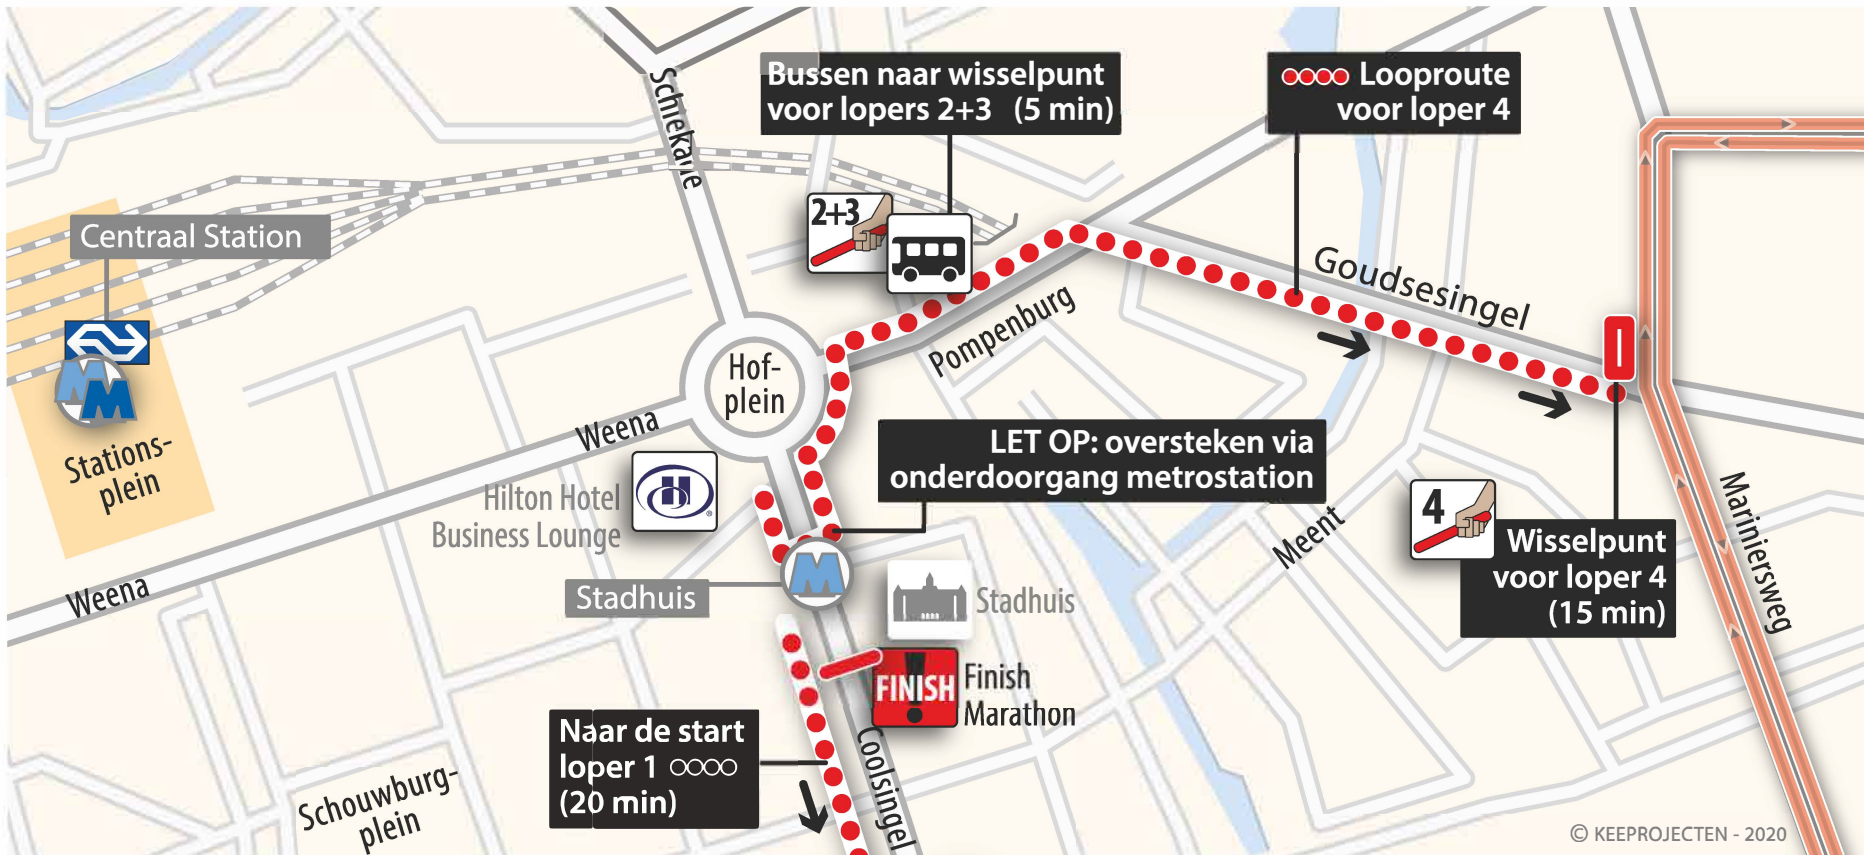 Schiekade
Bussen naar wisselpunt
voor lopers 2+3 (5 min)
Looproute
voor loper 4
2+3
Centraal Station
Goudsesingel
Pompenburg
Hof-
plein
M
M
Stations-
plein
Weena
LET OP: oversteken via
onderdoorgang metrostation
Hilton Hotel
Business Lounge
H
®
4
Meent
Wisselpunt
voor loper 4
(15 min)
Mariniersweg
Weena
Stadhuis
M
Stadhuis
FINISH
Finish
Marathon
Naar de start
loper 1
(20 min)
Coolsingel
Schouwburg-
plein
© KEEPROJECTEN - 2020